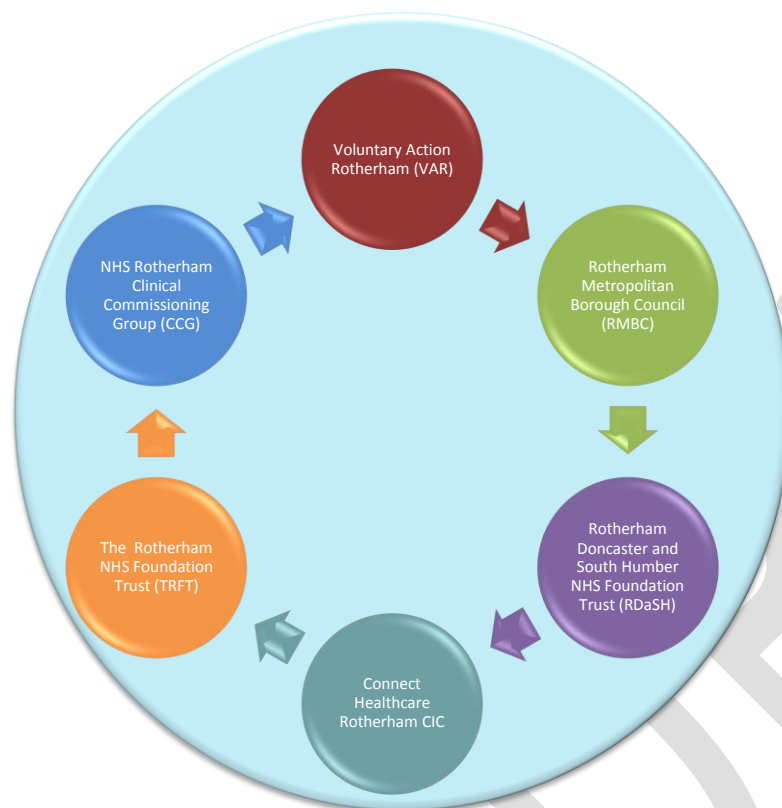 Voluntary Action
Rotherham (VAR)
Rotherham
Metropolitan
Borough Council
(RMBC)
Rotherham
Doncaster and
South Humber
NHS Foundation
Trust (RDaSH)
Connect
Healthcare
Rotherham CIC
The Rotherham
NHS Foundation
Trust (TRFT)
NHS Rotherham
Clinical
Commissioning
Group (CCG)